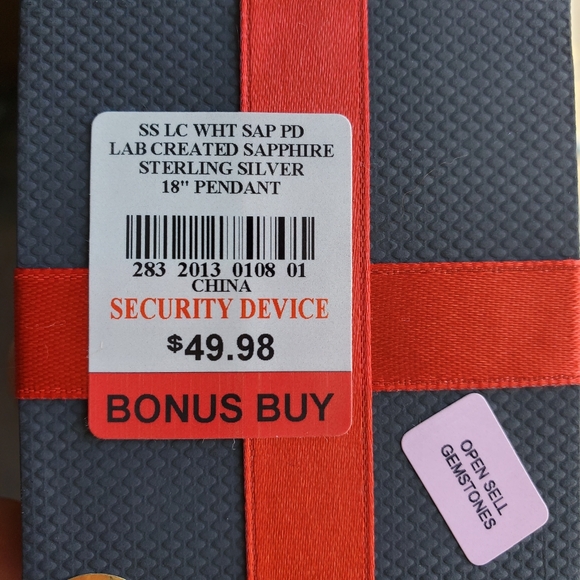 SS LC WHT SAP PD
LAB CREATED SAPPHIRE
STERLING SILVER
18" PENDANT
283 2013 0108 01
CHINA
SECURITY DEVICE
$49.98
BONUS BUY
OPEN SELL
GEMSTONES